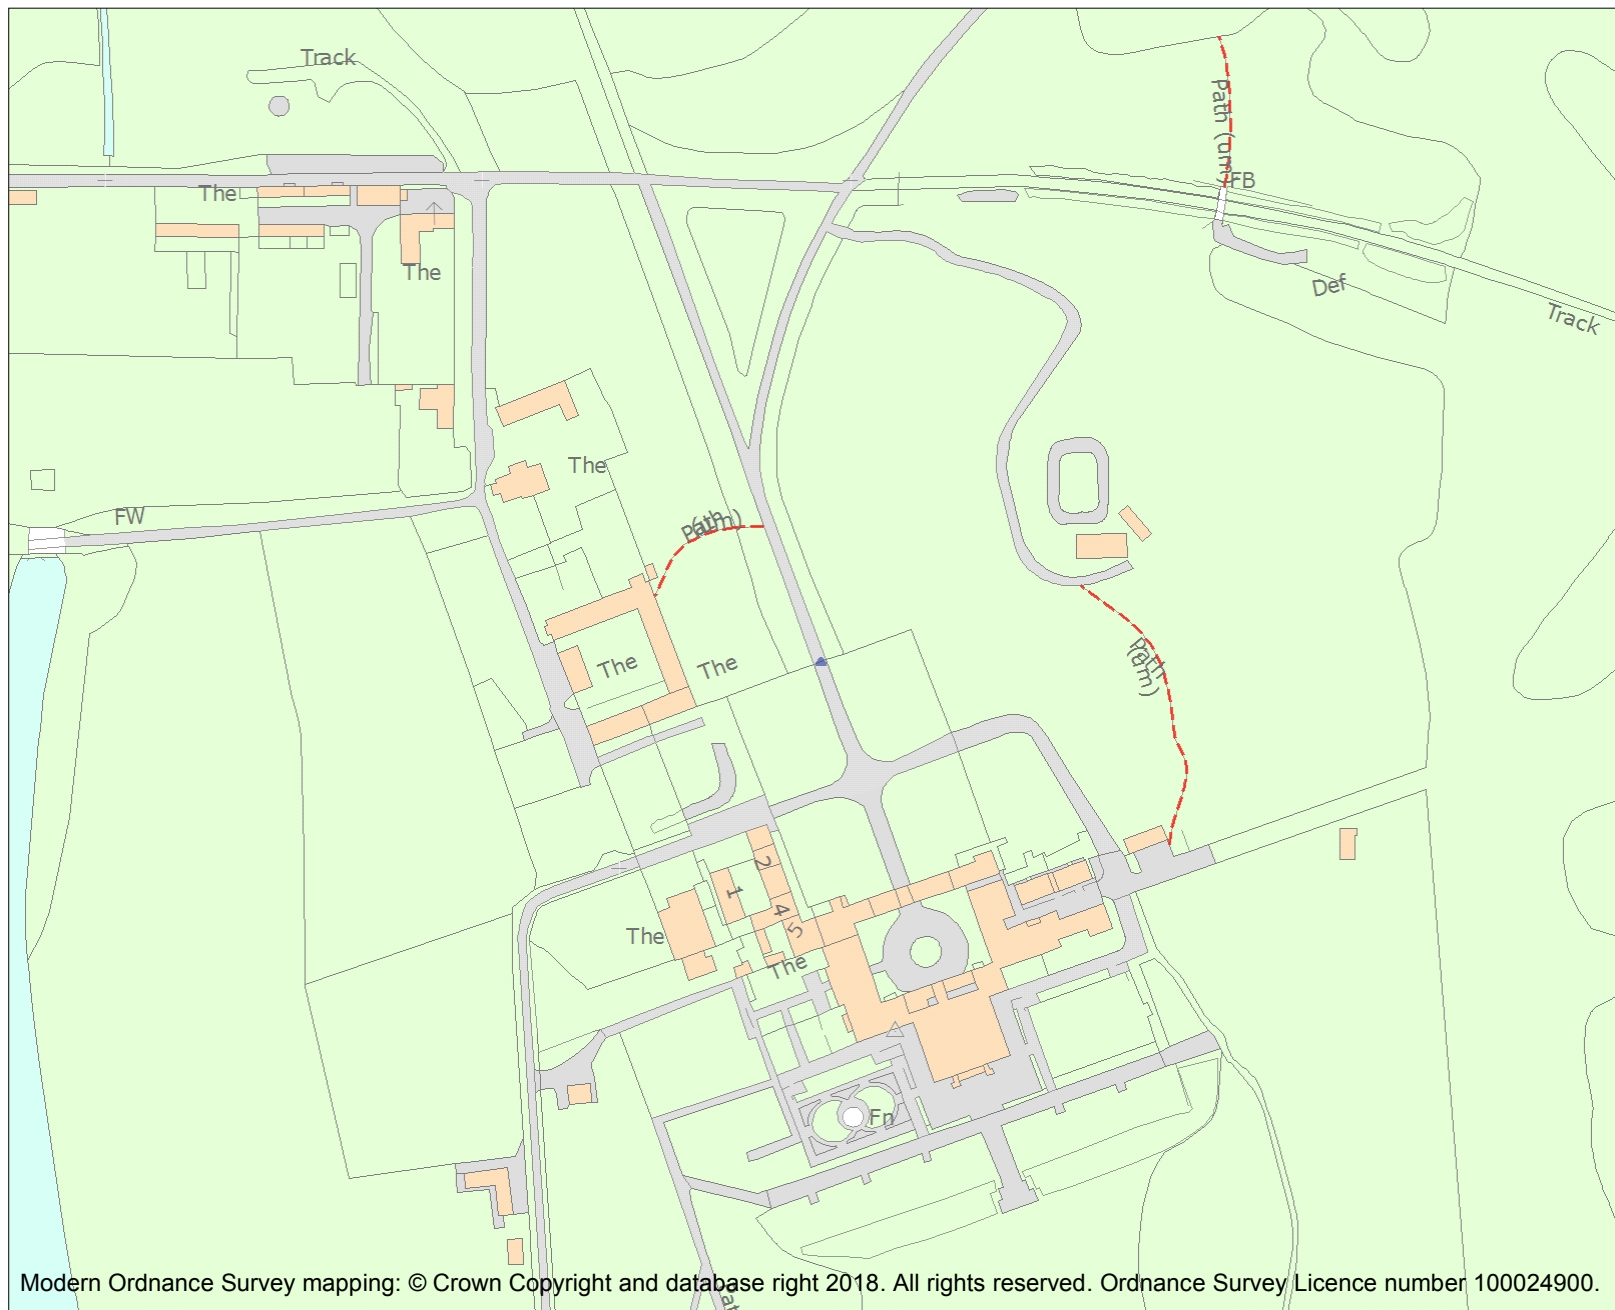 Track
Path (um)
FB
The
The
Def
Track
The
FW
Path (um)
The
The
Path (um)
2
1
4
5
The
The
Fn
Modern Ordnance Survey mapping: © Crown Copyright and database right 2018. All rights reserved. Ordnance Survey Licence number 100024900.